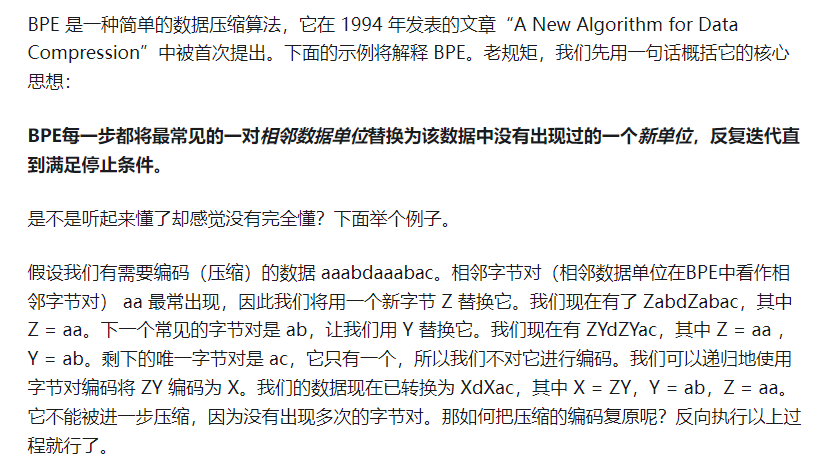 BPE 是一种简单的数据压缩算法，它在 1994 年发表的文章“A New Algorithm for Data
Compression”中被首次提出。下面的示例将解释 BPE。老规矩，我们先用一句话概括它的核心
思想：
BPE每一步都将最常见的一对相邻数据单位替换为该数据中没有出现过的一个新单位，反复迭代直
到满足停止条件。
是不是听起来懂了却感觉没有完全懂？下面举个例子。
假设我们有需要编码（压缩）的数据 aaabdaaabac。相邻字节对（相邻数据单位在BPE中看作相
邻字节对） aa 最常出现，因此我们将用一个新字节 Z 替换它。我们现在有了 ZabdZabac，其中
Z = aa。下一个常见的字节对是 ab，让我们用 Y 替换它。我们现在有 ZYdZYac，其中 Z = aa ，
Y = ab。剩下的唯一字节对是 ac，它只有一个，所以我们不对它进行编码。我们可以递归地使用
字节对编码将 ZY 编码为 X。我们的数据现在已转换为 XdXac，其中 X = ZY，Y = ab，Z = aa。
它不能被进一步压缩，因为没有出现多次的字节对。那如何把压缩的编码复原呢？反向执行以上过
程就行了。